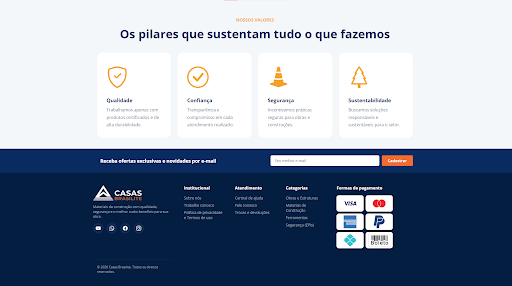 NOSSOS VALORES
Os pilares que sustentam tudo o que fazemos
Qualidade
Trabalhamos apenas com
produtos certificados e de
alta durabilidade.
Confiança
Transparência e
compromisso em cada
atendimento realizado.
Segurança
Incentivamos práticas
seguras para obras e
construções.
Sustentabilidade
Buscamos soluções
responsáveis e
sustentáveis para o setor.
Receba ofertas exclusivas e novidades por e-mail
Seu melhor e-mail
Cadastrar
CASAS
BRASILITE
Materiais de construção com qualidade,
segurança e o melhor custo-benefício para sua
obra.
Institucional
Sobre nós
Trabalhe conosco
Política de privacidade
e Termos de uso
Atendimento
Central de ajuda
Fale conosco
Trocas e devoluções
Categorias
Obras e Estruturas
Materiais de
Construção
Ferramentas
Segurança (EPIs)
Formas de pagamento
VISA
Boleto
© 2025 Casas Brasilite. Todos os direitos
reservados.